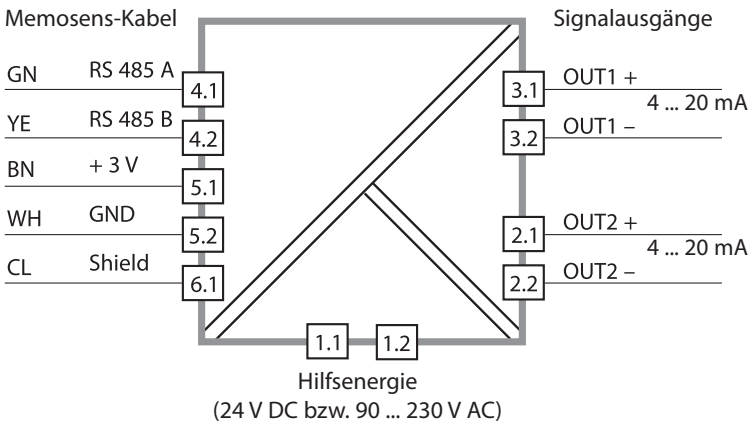 Memosens-Kabel
GN RS 485 A 4.1
YE RS 485 B 4.2
BN + 3 V 5.1
WH GND 5.2
CL Shield 6.1
Signalausgänge
3.1 OUT1 +
4 ... 20 mA
3.2 OUT1 –
2.1 OUT2 +
4 ... 20 mA
2.2 OUT2 –
1.1 1.2
Hilfsenergie
(24 V DC bzw. 90 ... 230 V AC)